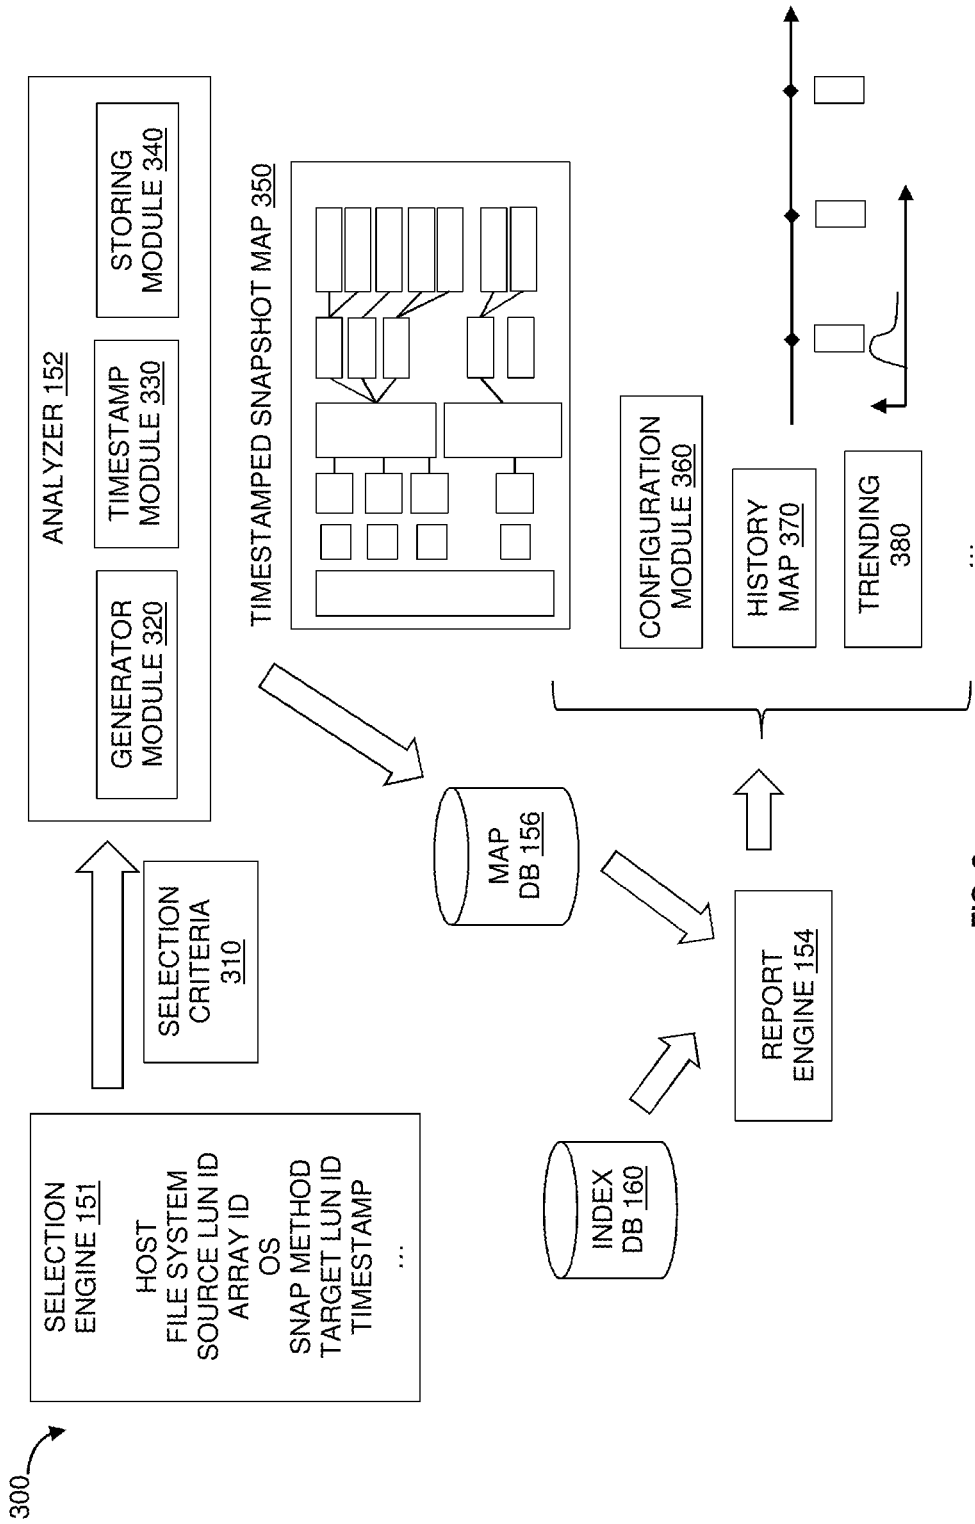 300
SELECTION
ENGINE 151
HOST
FILE SYSTEM
SOURCE LUN ID
ARRAY ID
OS
SNAP METHOD
TARGET LUN ID
TIMESTAMP
...
SELECTION
CRITERIA
310
ANALYZER 152
GENERATOR
MODULE 320
TIMESTAMP
MODULE 330
STORING
MODULE 340
TIMESTAMPED SNAPSHOT MAP 350
MAP
DB 156
INDEX
DB 160
REPORT
ENGINE 154
CONFIGURATION
MODULE 360
HISTORY
MAP 370
TRENDING
380
...